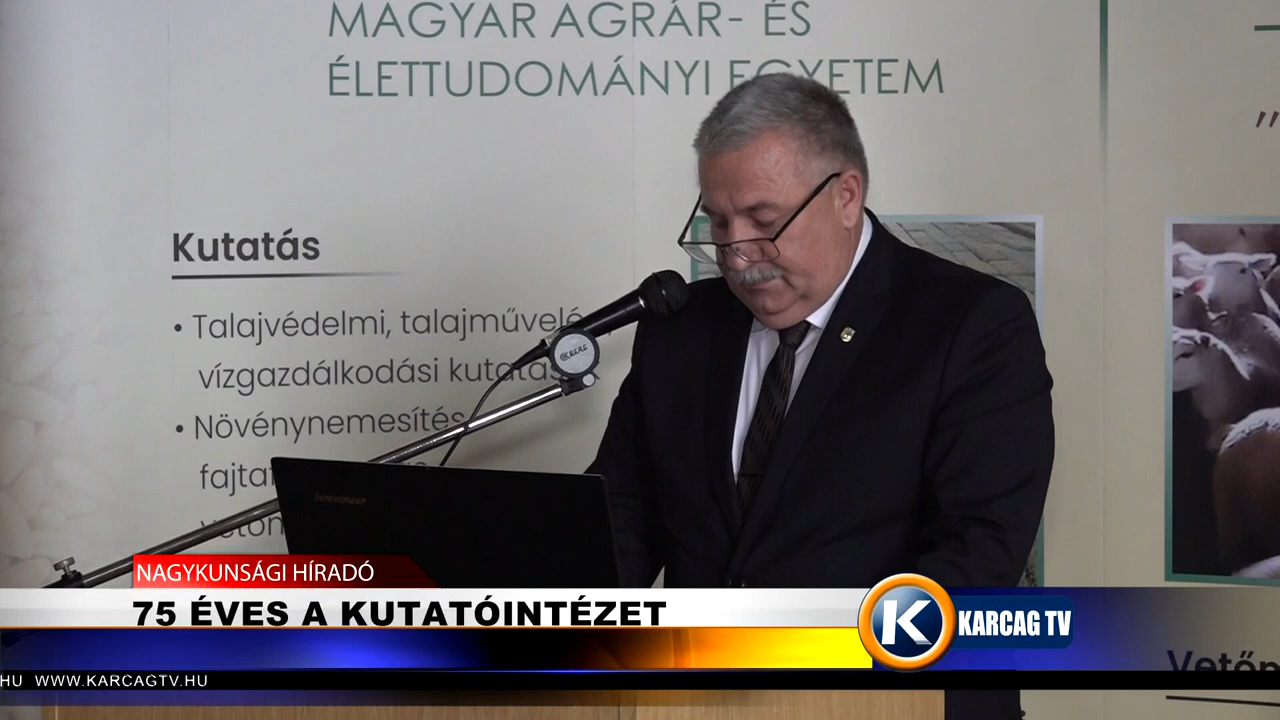 MAGYAR AGRÁR- ÉS
ÉLETTUDOMÁNYI EGYETEM
Kutatás
• Talajvédelmi, talajművelé
vízgazdálkodási kutatás
• Növénynemesítés
lenovo
NAGYKUNSÁGI HÍRADÓ
75 ÉVES A KUTATÓINTÉZET
K KARCAG TV
HU WWW.KARCAGTV.HU